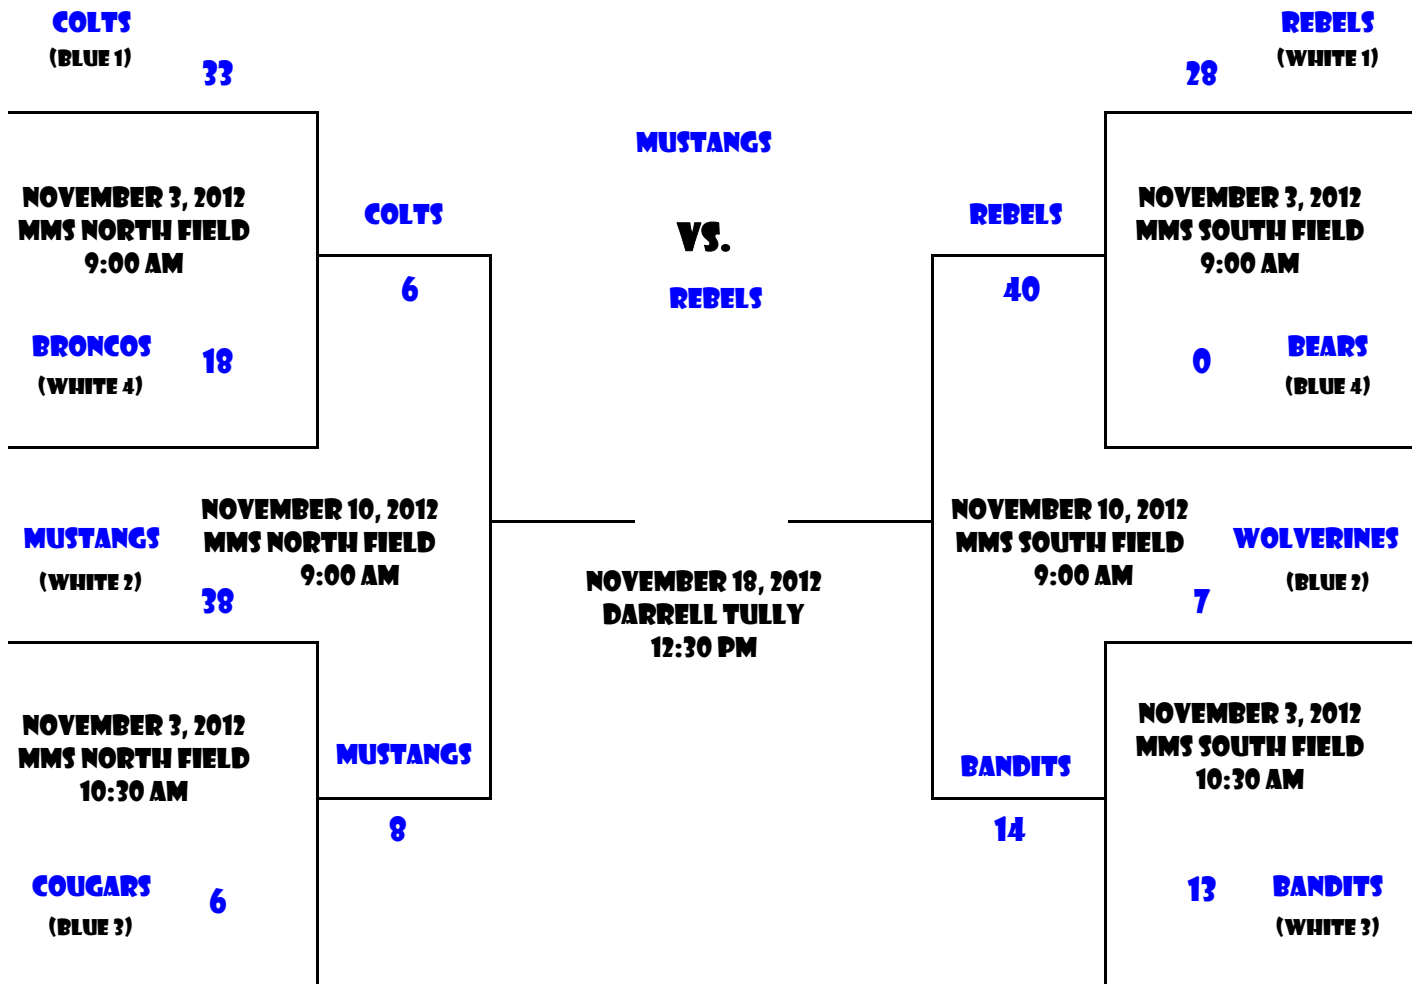 COLTS
(BLUE 1)
33
NOVEMBER 3, 2012
MMS NORTH FIELD
9:00 AM
BRONCOS
(WHITE 4)
18
COLTS
6
MUSTANGS
(WHITE 2)
38
NOVEMBER 10, 2012
MMS NORTH FIELD
9:00 AM
NOVEMBER 3, 2012
MMS NORTH FIELD
10:30 AM
MUSTANGS
8
COUGARS
(BLUE 3)
6
MUSTANGS
VS.
REBELS
NOVEMBER 18, 2012
DARRELL TULLY
12:30 PM
REBELS
(WHITE 1)
28
NOVEMBER 3, 2012
MMS SOUTH FIELD
9:00 AM
0
BEARS
(BLUE 4)
REBELS
40
NOVEMBER 10, 2012
MMS SOUTH FIELD
9:00 AM
WOLVERINES
(BLUE 2)
7
NOVEMBER 3, 2012
MMS SOUTH FIELD
10:30 AM
BANDITS
14
13
BANDITS
(WHITE 3)